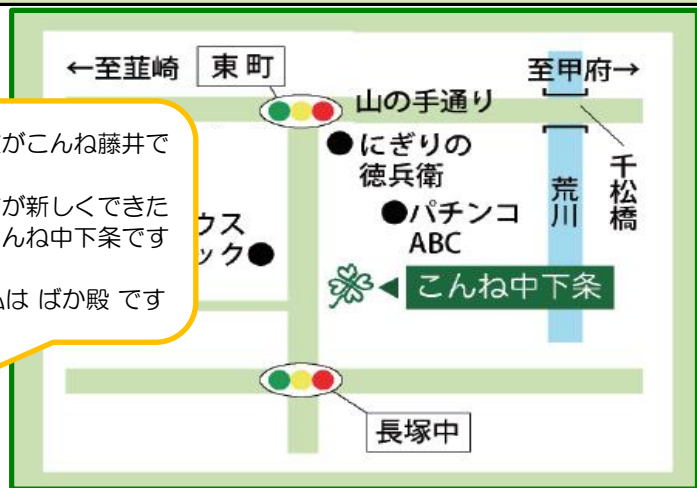 ←至韮崎
東町
至甲府→
山の手通り
がこんね藤井で
が新しくできた
んね中下条です
は ばか殿 です
●にぎりの
徳兵衛
千松橋
荒川
ウス
ック●
●パチンコ
ABC
◀ こんね中下条
長塚中